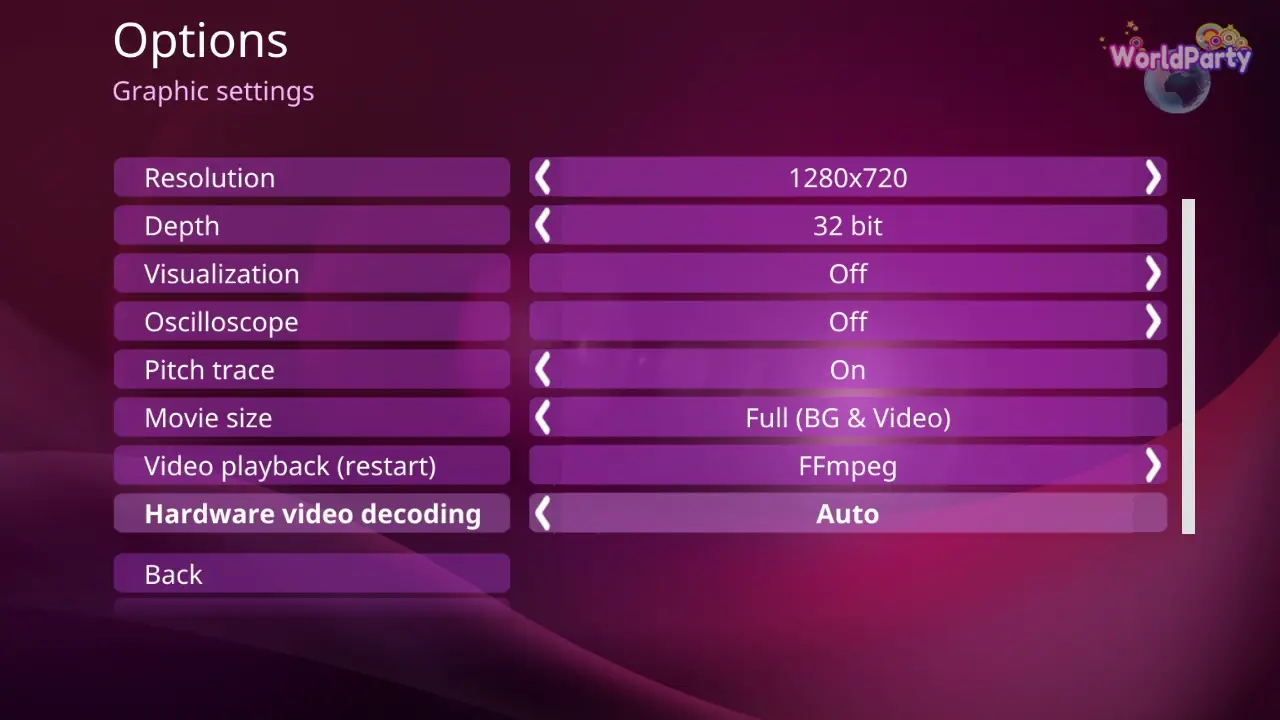 Options
WorldParty
Graphic settings
Resolution 1280x720
Depth 32 bit
Visualization Off
Oscilloscope Off
Pitch trace On
Movie size Full (BG & Video)
Video playback (restart) FFmpeg
Hardware video decoding Auto
Back